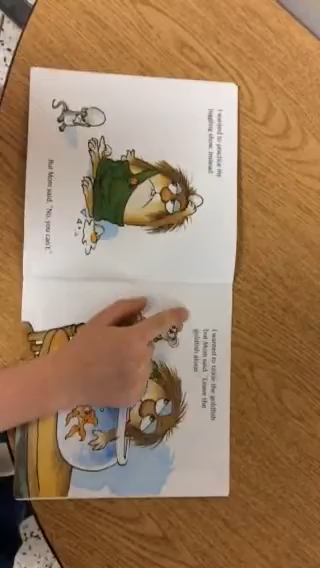 I wanted to practice my
juggling show, instead.
But Mom said, "No, you can't."
I wanted to tickle the goldfish
but Mom said, "Leave the
goldfish alone.